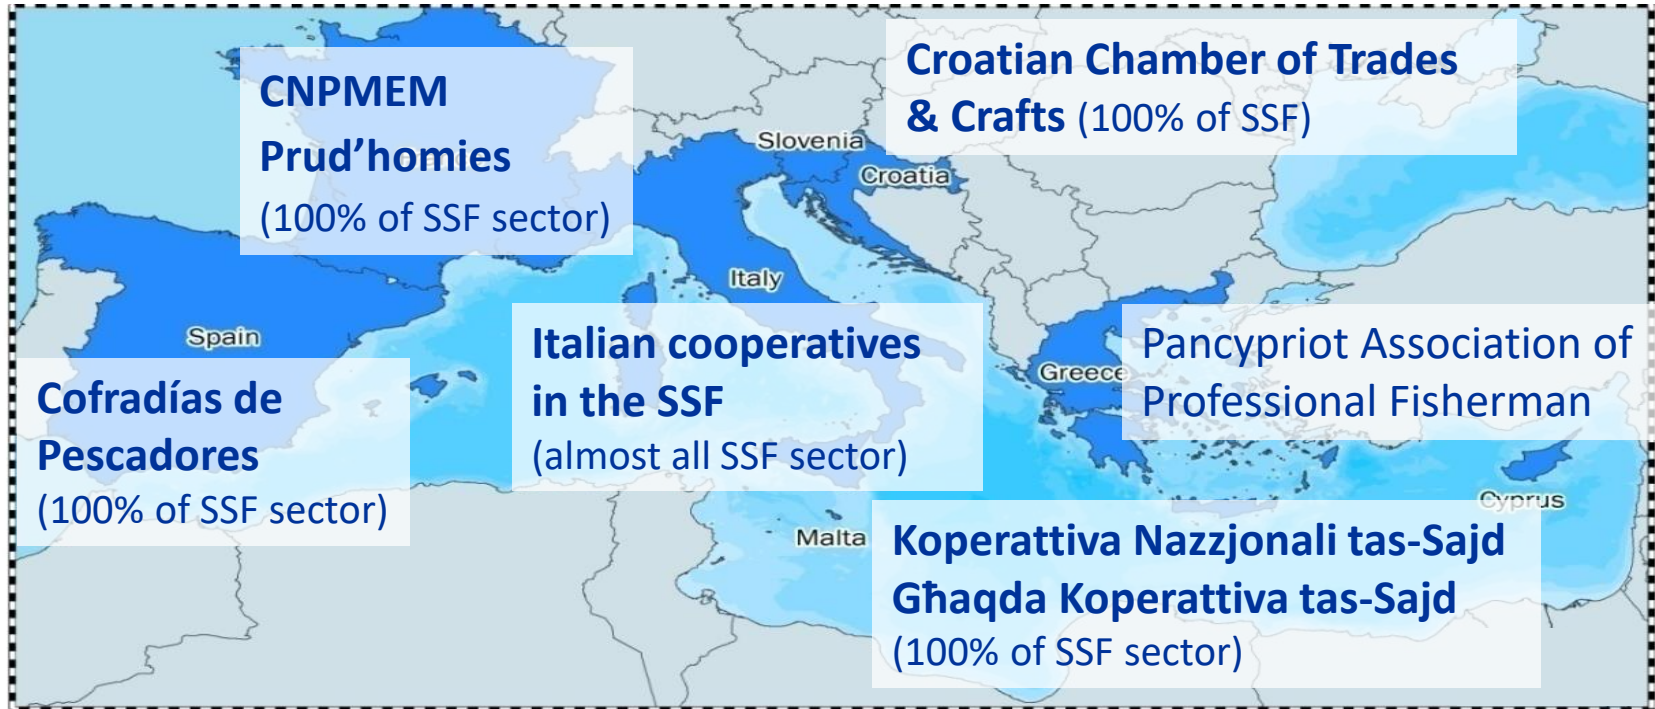 CNPMEM
Prud’homies
(100% of SSF sector)
Croatian Chamber of Trades
& Crafts (100% of SSF)
Slovenia
Croatia
Italy
Spain
Cofradías de
Pescadores
(100% of SSF sector)
Italian cooperatives
in the SSF
(almost all SSF sector)
Greece
Pancypriot Association of
Professional Fisherman
Cyprus
Malta
Koperattiva Nazzjonali tas-Sajd
Għaqda Koperattiva tas-Sajd
(100% of SSF sector)